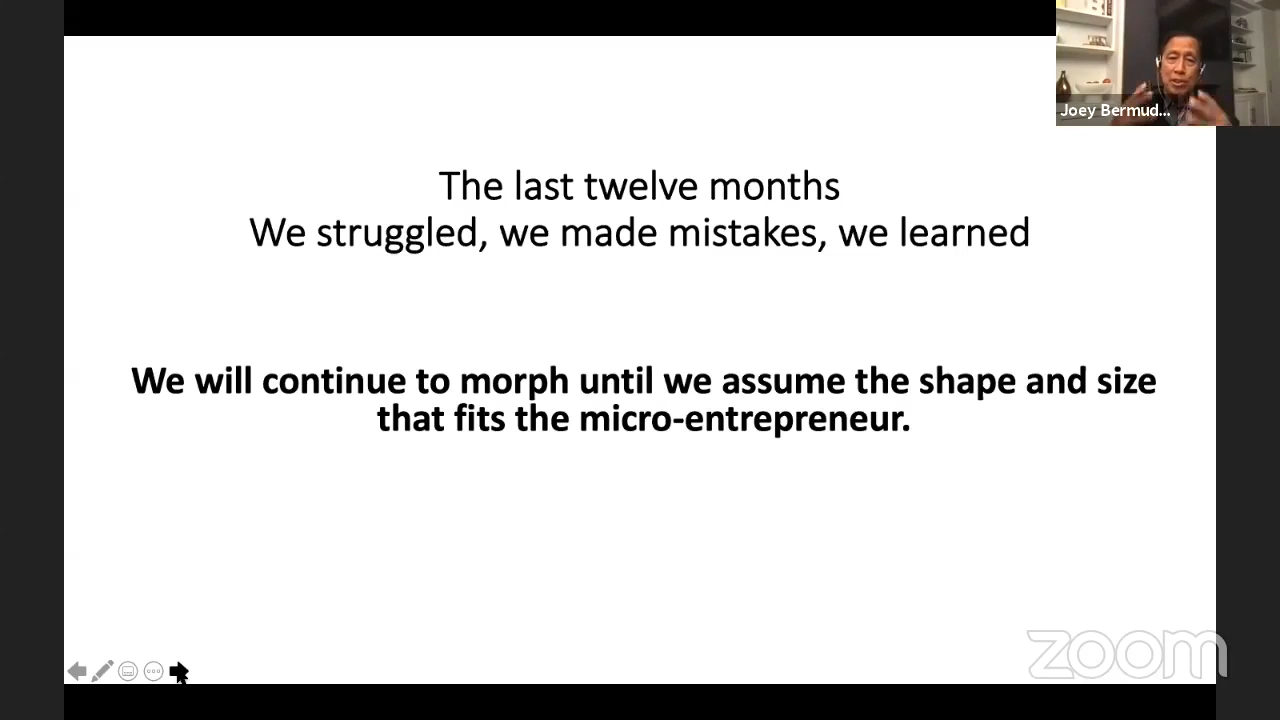 Joey Bermud...
The last twelve months
We struggled, we made mistakes, we learned
We will continue to morph until we assume the shape and size
that fits the micro-entrepreneur.
zoom